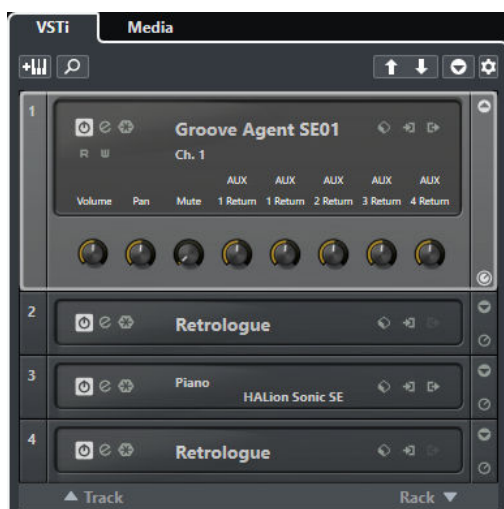 VSTi Media
1
Groove Agent SE01
R W
Ch. 1
AUX AUX AUX AUX AUX
Volume Pan Mute 1 Return 1 Return 2 Return 3 Return 4 Return
2
Retrologue
3
Piano
HALion Sonic SE
4
Retrologue
Track Rack